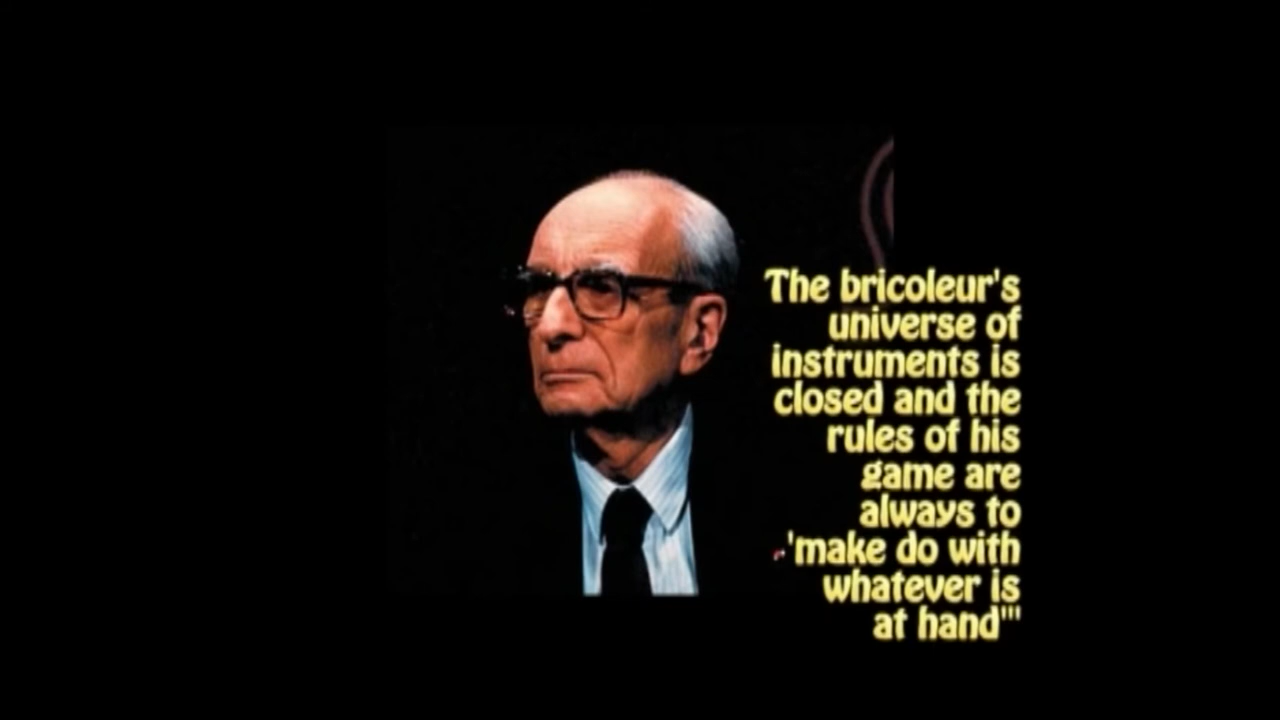 The bricoleur's
universe of
instruments is
closed and the
rules of his
game are
always to
'make do with
whatever is
at hand'"